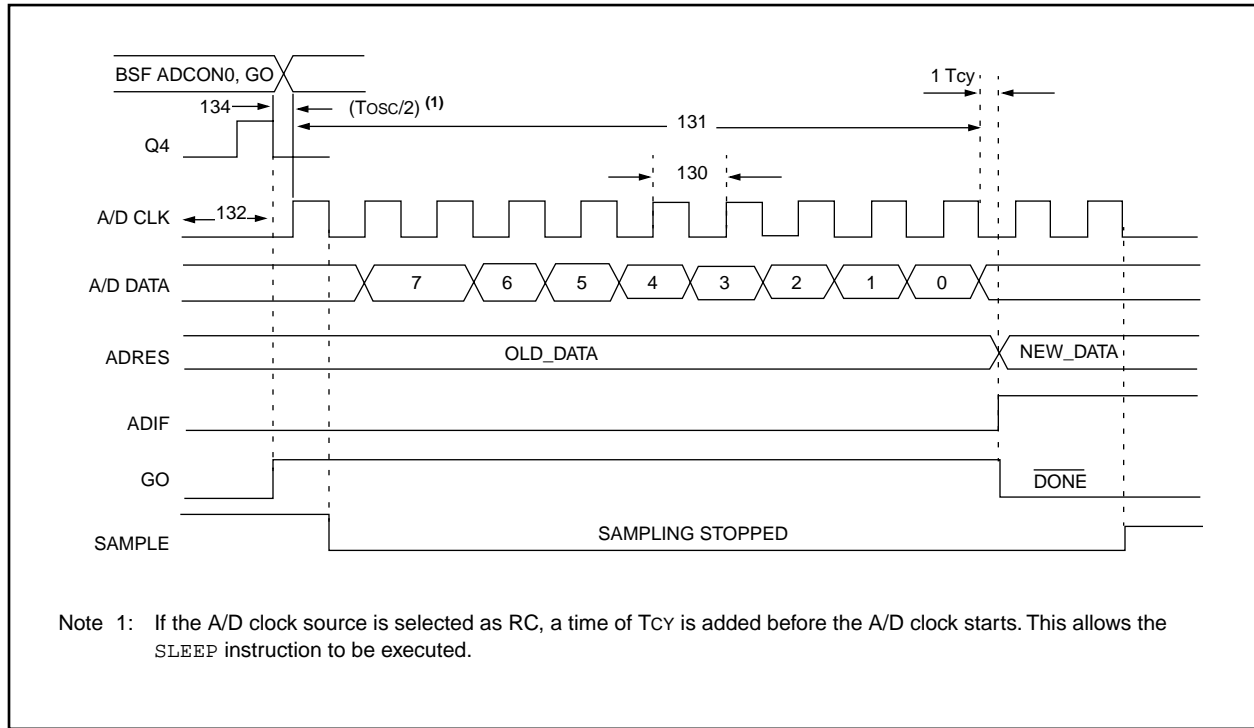 BSF ADCON0, GO
134
(TOSC/2) (1)
1 Tcy
131
Q4
130
A/D CLK
132
A/D DATA
7 6 5 4 3 2 1 0
ADRES
OLD_DATA
NEW_DATA
ADIF
GO
DONE
SAMPLE
SAMPLING STOPPED
Note 1: If the A/D clock source is selected as RC, a time of TCY is added before the A/D clock starts. This allows the
SLEEP instruction to be executed.